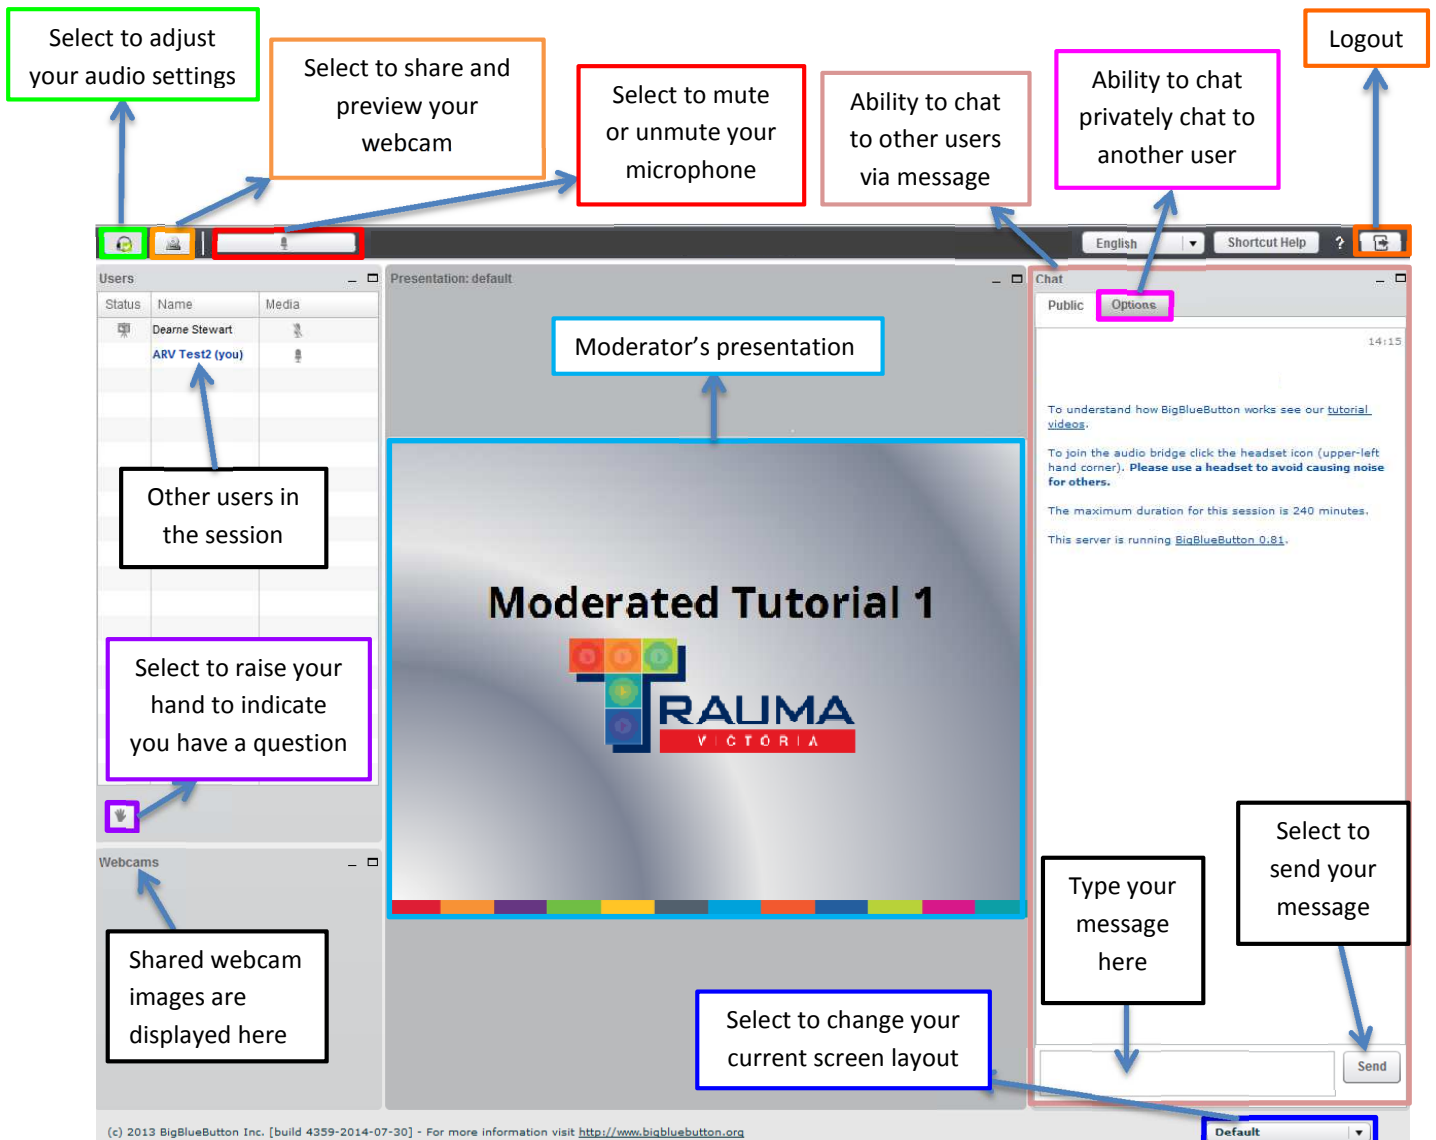 Select to adjust
your audio settings
Select to share and
preview your
webcam
Select to mute
or unmute your
microphone
Ability to chat
to other users
via message
Ability to chat
privately chat to
another user
Logout
English
Shortcut Help
?
Users
Status Name Media
Dearne Stewart
ARV Test2 (you)
Other users in
the session
Select to raise your
hand to indicate
you have a question
Webcams
Shared webcam
images are
displayed here
Presentation: default
Moderator’s presentation
Moderated Tutorial 1
TRAUMA
VICTORIA
Select to change your
current screen layout
Chat
Public Options
14:15
To understand how BigBlueButton works see our tutorial
videos.
To join the audio bridge click the headset icon (upper-left
hand corner). Please use a headset to avoid causing noise
for others.
The maximum duration for this session is 240 minutes.
This server is running BigBlueButton 0.81.
Type your
message
here
Select to
send your
message
Send
(c) 2013 BigBlueButton Inc. [build 4359-2014-07-30] - For more information visit http://www.bigbluebutton.org
Default